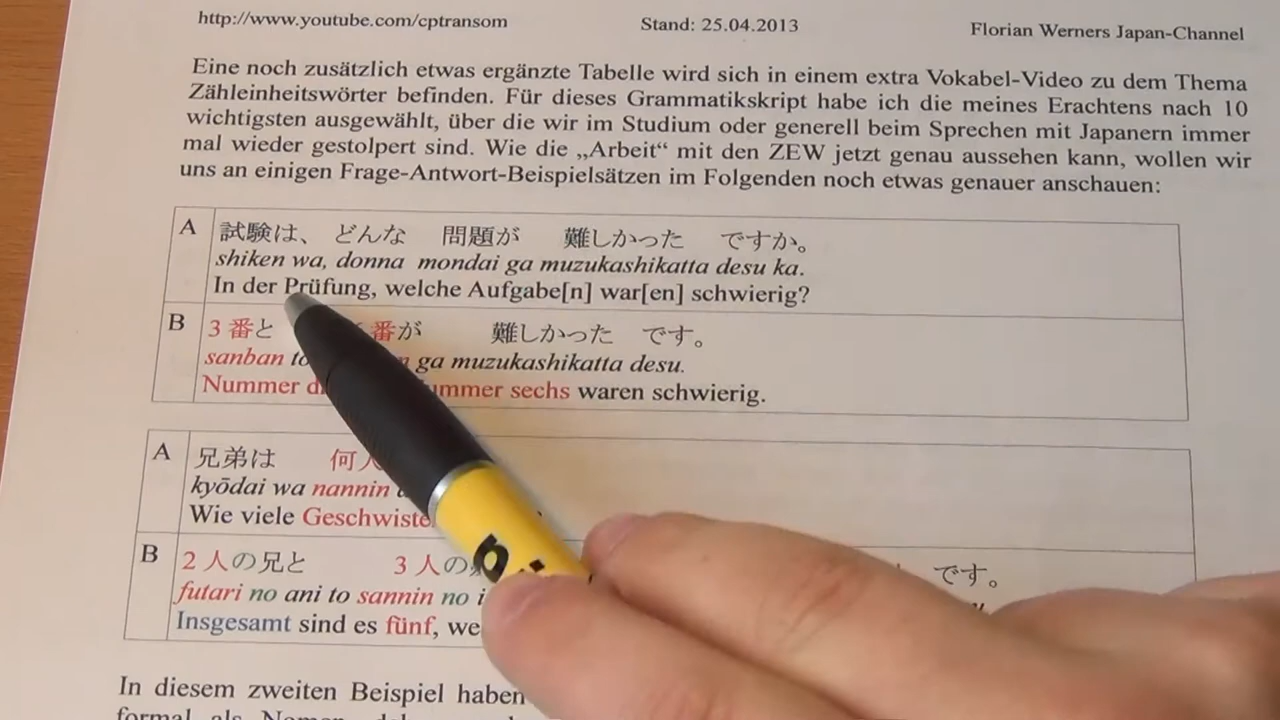 http://www.youtube.com/cptransom Stand: 25.04.2013 Florian Werners Japan-Channel
Eine noch zusätzlich etwas ergänzte Tabelle wird sich in einem extra Vokabel-Video zu dem Thema
Zähleinheitswörter befinden. Für dieses Grammatikskript habe ich die meines Erachtens nach 10
wichtigsten ausgewählt, über die wir im Studium oder generell beim Sprechen mit Japanern immer
mal wieder gestolpert sind. Wie die „Arbeit“ mit den ZEW jetzt genau aussehen kann, wollen wir
uns an einigen Frage-Antwort-Beispielsätzen im Folgenden noch etwas genauer anschauen:
A 試験は、 どんな 問題が 難しかった ですか。
shiken wa, donna mondai ga muzukashikatta desu ka.
In der Prüfung, welche Aufgabe[n] war[en] schwierig?
B 3番と 番が 難しかった です。
sanban ga muzukashikatta desu.
Nummer sechs waren schwierig.
A 兄弟は 何
kyōdai wa nannin
Wie viele
B 2人の兄と 3人の です。
futari no ani to sannin no
Insgesamt sind es fünf,
In diesem zweiten Beispiel haben
formal als